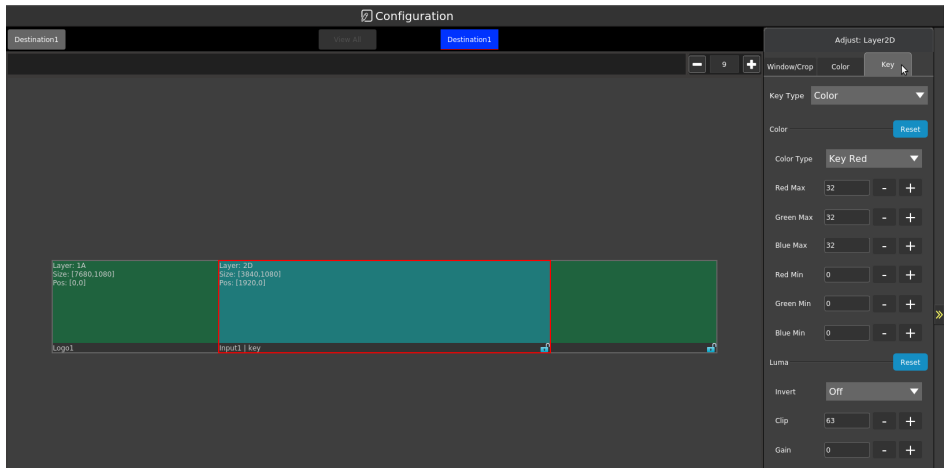 Configuration
Destination1
View All
Destination1
Adjust: Layer2D
9
Window/Crop
Color
Key
Key Type
Color
Color
Reset
Color Type
Key Red
Red Max
32
Green Max
32
Blue Max
32
Red Min
0
Green Min
0
Blue Min
0
Luma
Reset
Invert
Off
Clip
63
Gain
0
Layer: 1A
Size: [7680,1080]
Pos: [0,0]
Logo1
Layer: 2D
Size: [3840,1080]
Pos: [1920,0]
Input1 | key